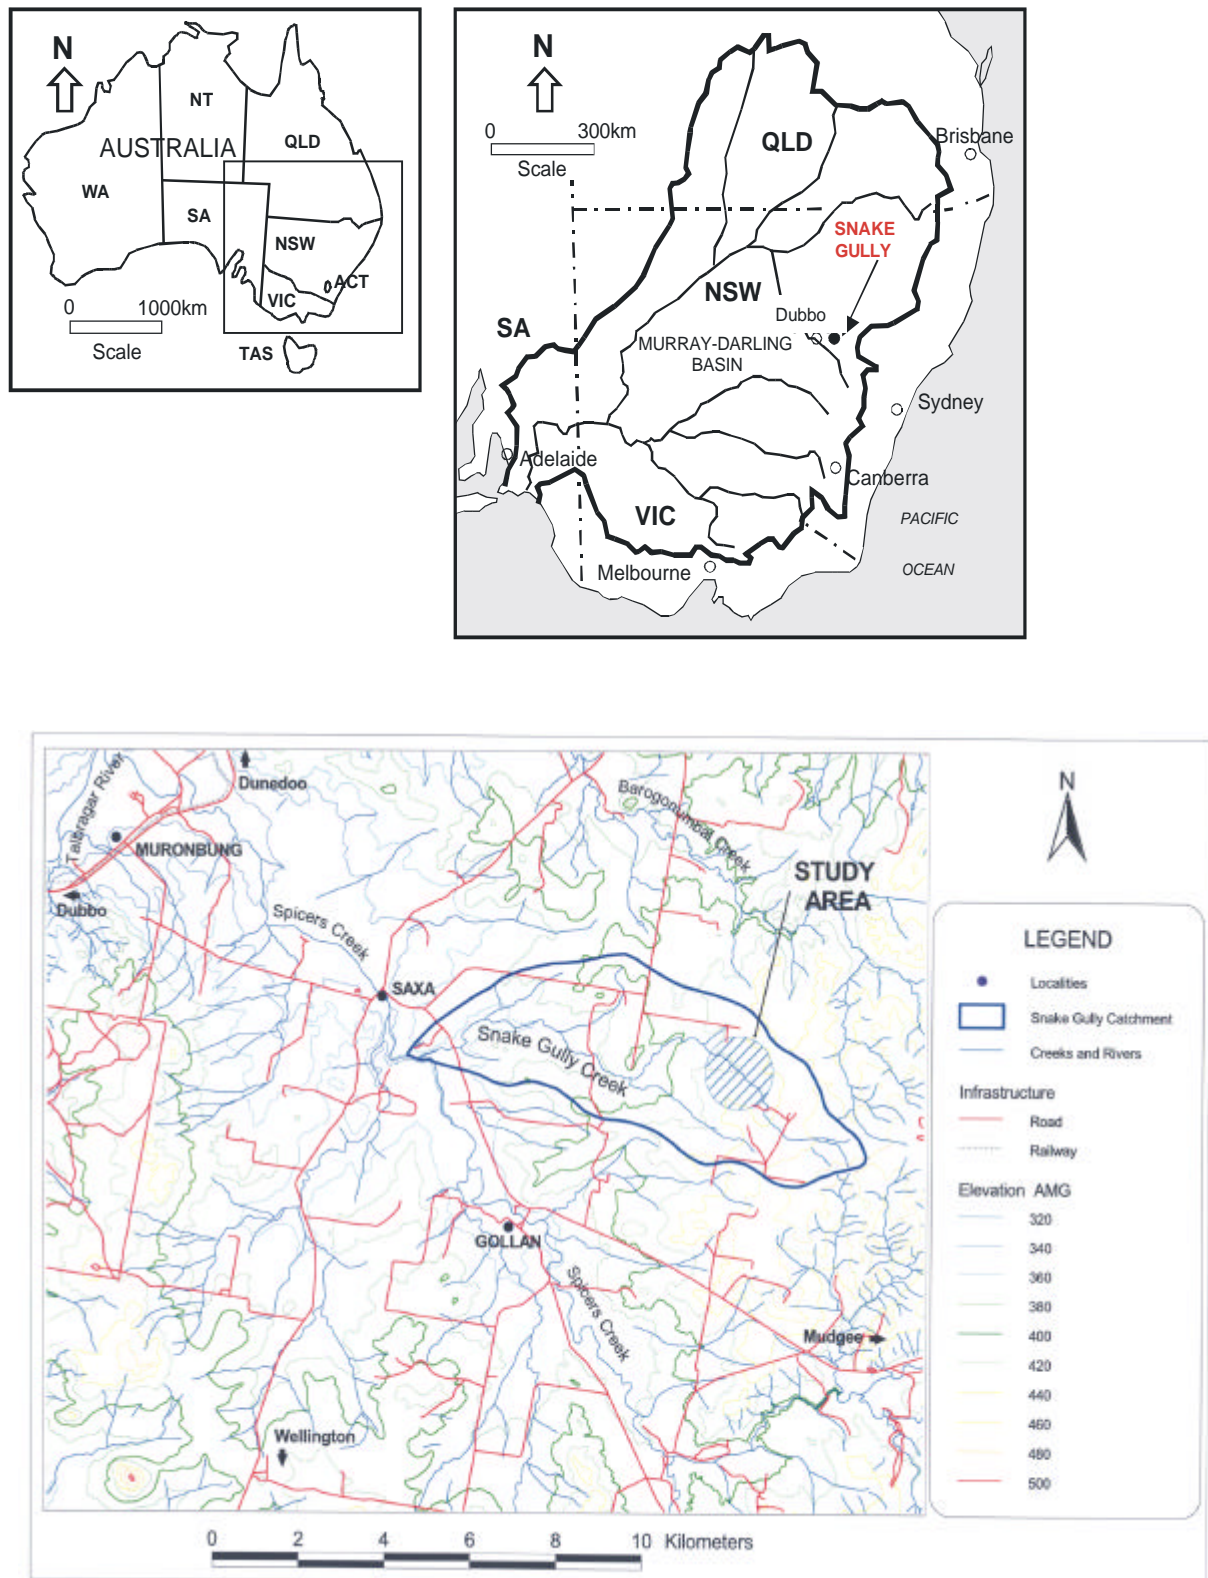 N
NT
AUSTRALIA
QLD
WA
SA
NSW
ACT
VIC
0 1000km
Scale
TAS
N
0 300km
Scale
QLD
Brisbane
SNAKE
GULLY
NSW
Dubbo
SA
MURRAY-DARLING
BASIN
Sydney
Adelaide
Canberra
VIC
PACIFIC
OCEAN
Melbourne
Talbragar River
Dunedoo
Barogonumbal Creek
MURONBUNG
Dubbo
STUDY
AREA
Spicers Creek
SAXA
Snake Gully Creek
GOLLAN
Spicers Creek
Mudgee
Wellington
0 2 4 6 8 10 Kilometers
N
LEGEND
Localities
Snake Gully Catchment
Creeks and Rivers
Infrastructure
Road
Railway
Elevation AMG
320
340
360
380
400
420
440
460
480
500